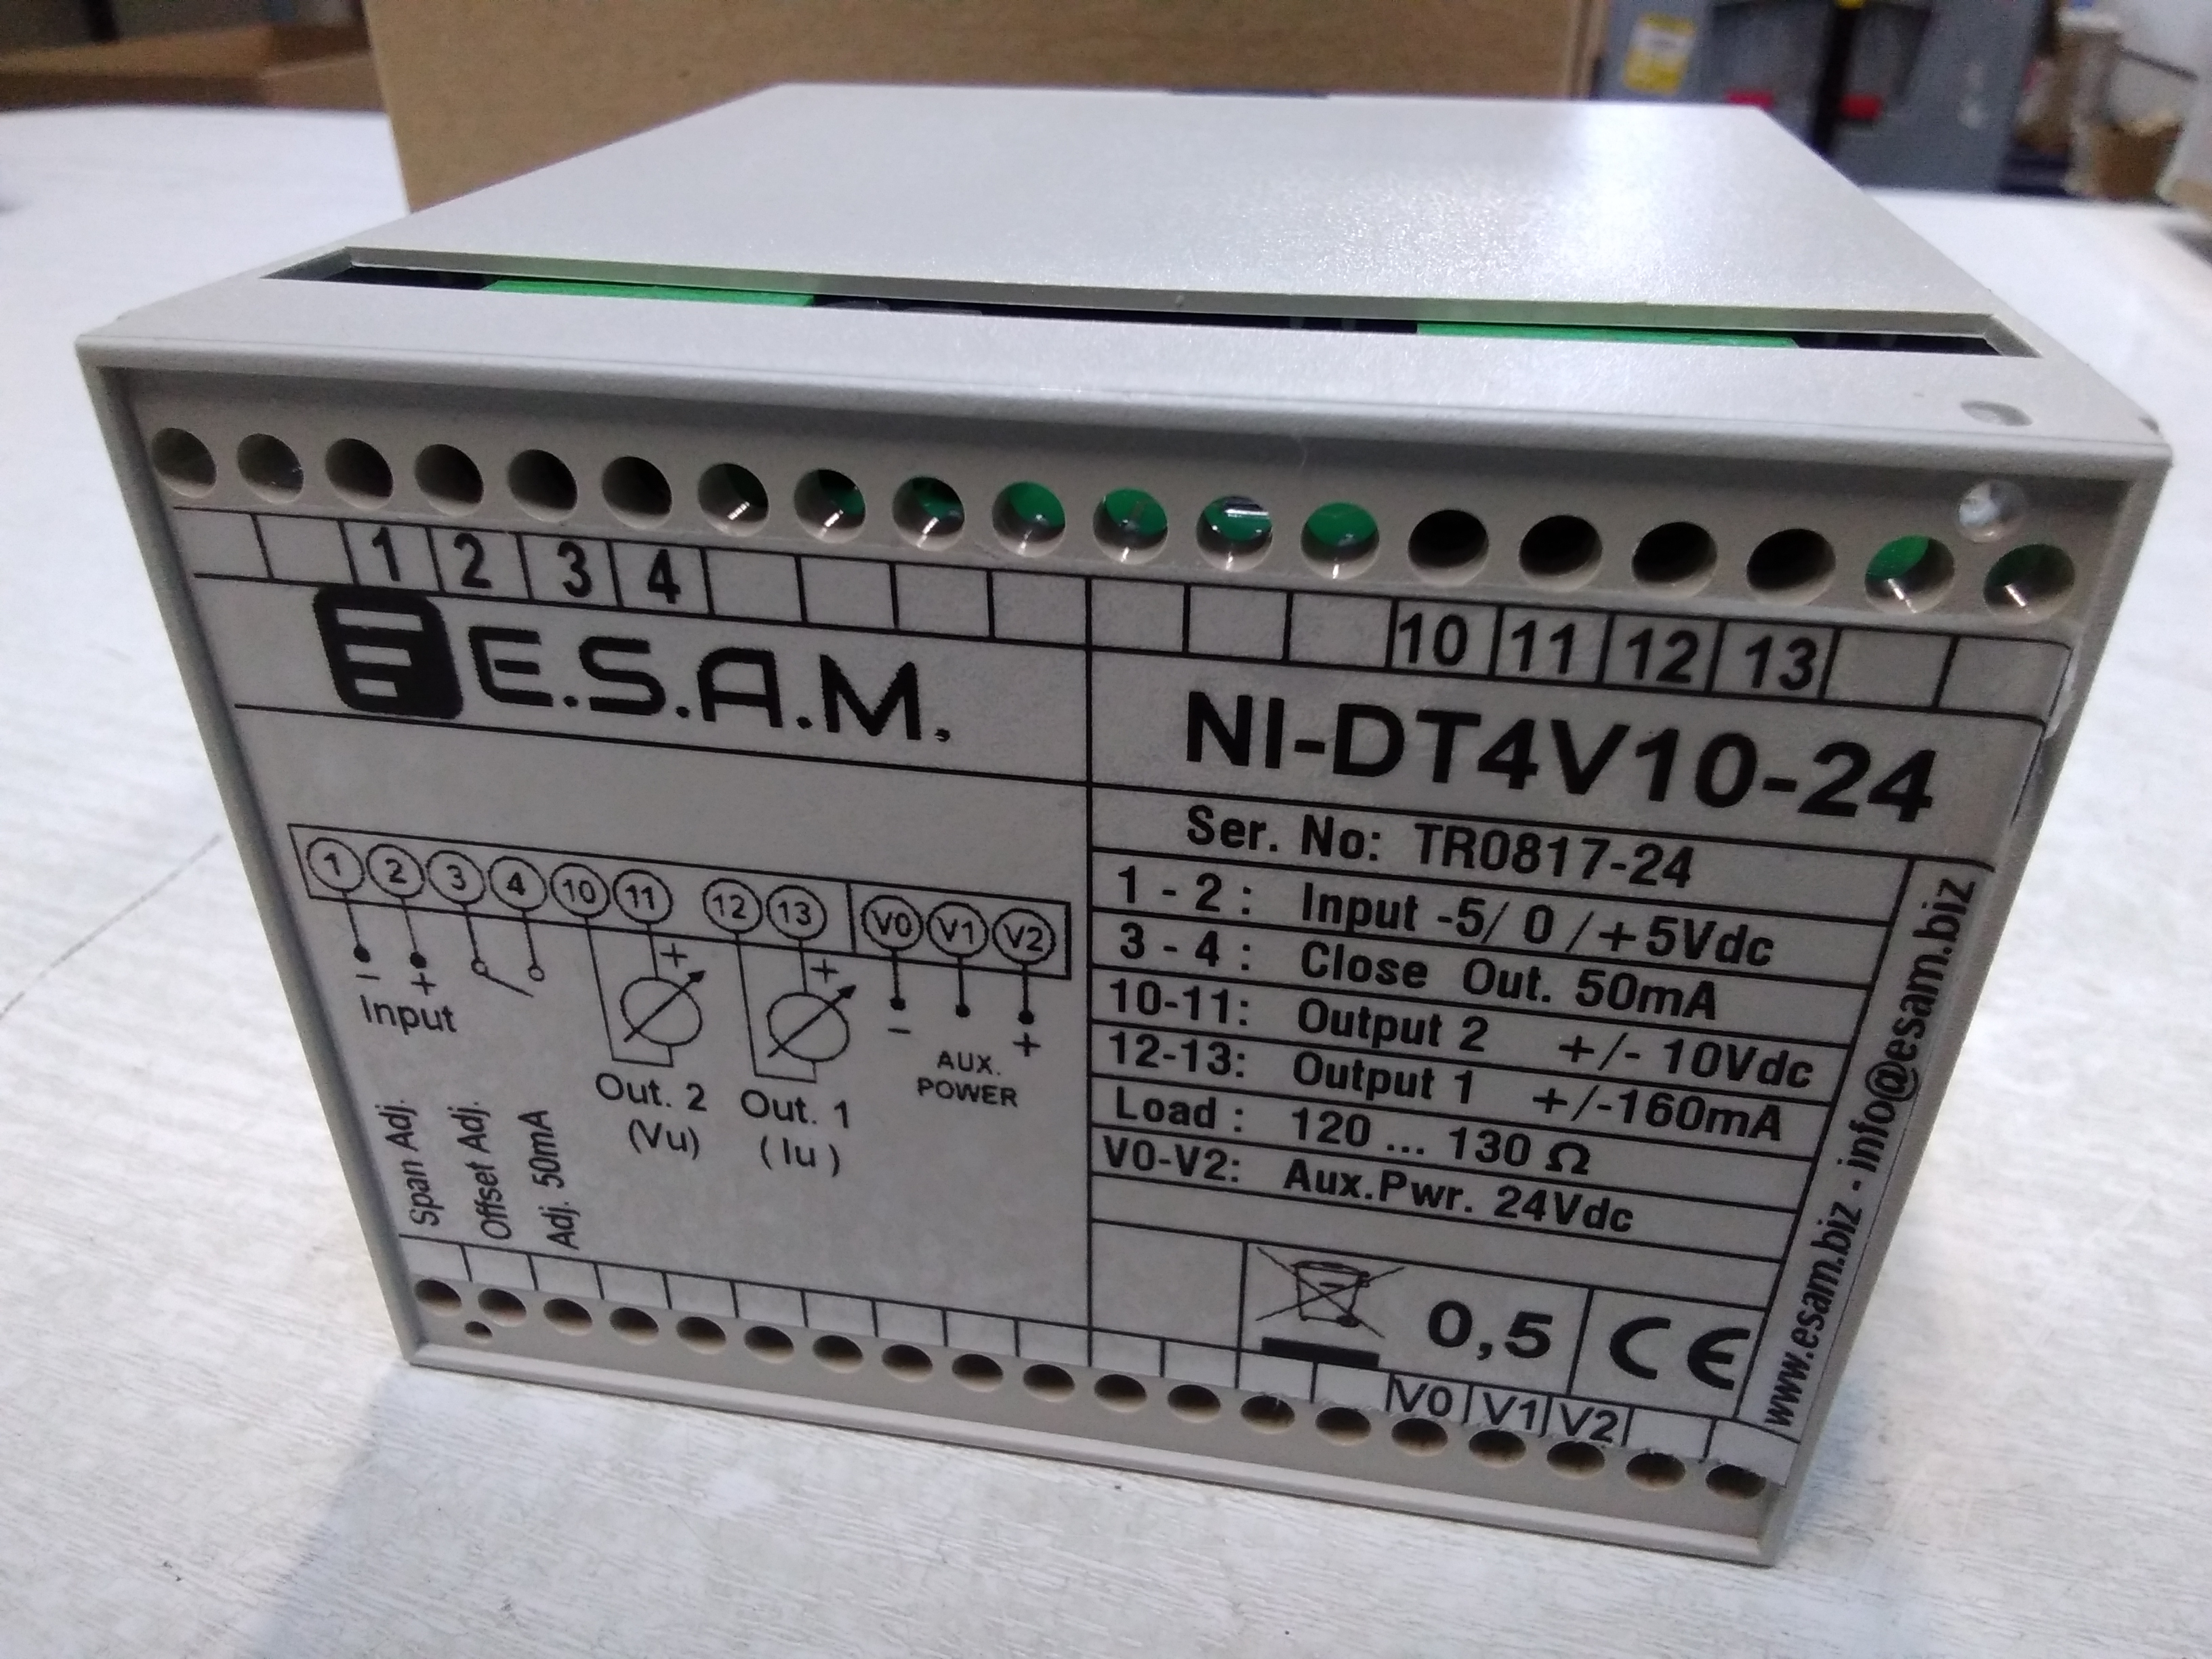 1 2 3 4 10 11 12 13
E.S.A.M.
NI-DT4V10-24
Ser. No: TR0817-24
1 - 2 : Input -5/ 0 /+5Vdc
3 - 4 : Close Out. 50mA
10-11: Output 2 +/- 10Vdc
12-13: Output 1 +/-160mA
Load : 120 ... 130 Ω
V0-V2: Aux.Pwr. 24Vdc
1 2 3 4 10 11 12 13 V0 V1 V2
- + + + - +
Input
Out. 2
(Vu)
Out. 1
(Iu)
AUX.
POWER
Span Adj.
Offset Adj.
Adj. 50mA
0,5 CE
V0 V1 V2
www.esam.biz - info@esam.biz